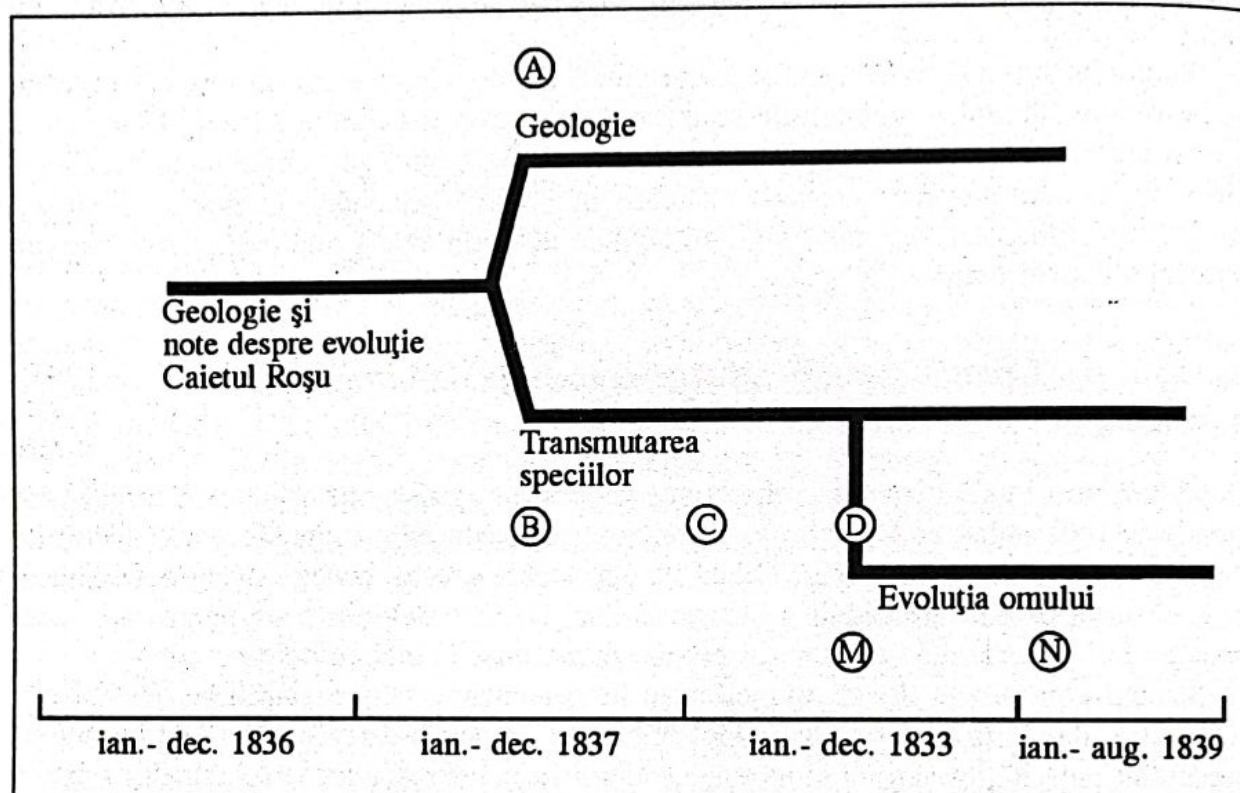 A
Geologie
Geologie şi
note despre evoluţie
Caietul Roşu
Transmutarea
speciilor
B C D
Evoluţia omului
M N
ian.- dec. 1836 ian.- dec. 1837 ian.- dec. 1833 ian.- aug. 1839